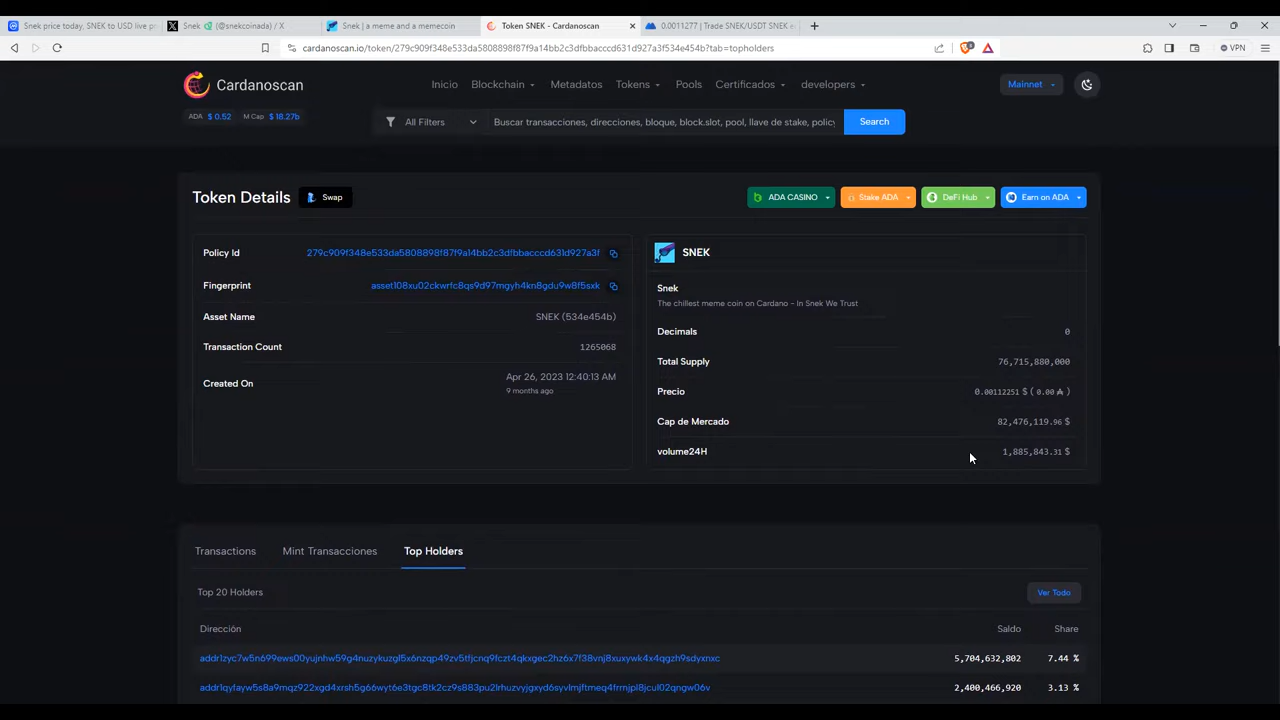 Snek price today, SNEK to USD live pr
Snek (@snekcoinada) / X
Snek | a meme and a memecoin
Token SNEK - Cardanoscan
0.0011277 | Trade SNEK/USDT SNEK
cardanoscan.io/token/279c909f348e533da5808898f87f9a14bb2c3dfbbacccd631d927a3f534e454b?tab=topholders
VPN
Cardanoscan
Inicio
Blockchain
Metadatos
Tokens
Pools
Certificados
developers
Mainnet
ADA $ 0.52
M Cap $ 18.27b
All Filters
Buscar transacciones, direcciones, bloque, block.slot, pool, llave de stake, policy
Search
Token Details
Swap
ADA CASINO
Stake ADA
DeFi Hub
Earn on ADA
Policy Id 279c909f348e533da5808898f87f9a14bb2c3dfbbacccd631d927a3f
Fingerprint asset108xu02ckwrfc8qs9d97mgyh4kn8gdu9w8f5sxk
Asset Name SNEK (534e454b)
Transaction Count 1265068
Created On Apr 26, 2023 12:40:13 AM
9 months ago
SNEK
Snek
The chillest meme coin on Cardano - In Snek We Trust
Decimals 0
Total Supply 76,715,880,000
Precio 0.00112251 $ ( 0.00 ₳ )
Cap de Mercado 82,476,119.96 $
volume24H 1,885,843.31 $
Transactions
Mint Transacciones
Top Holders
Top 20 Holders
Ver Todo
Dirección Saldo Share
addr1zyc7w5n699ews00yujnhw59g4nuzykuzgl5x6nzqp49zv5tfjcnq9fczt4qkxgec2hz6x7f38vnj8xuxywk4x4qgzh9sdyxnxc 5,704,632,802 7.44 %
addr1qyfayw5s8a9mqz922xgd4xrsh5g66wyt6e3tgc8tk2cz9s883pu2lrhuzvyjgxyd6syvlmjftmeq4frrnjpl8jcul02qngw06v 2,400,466,920 3.13 %